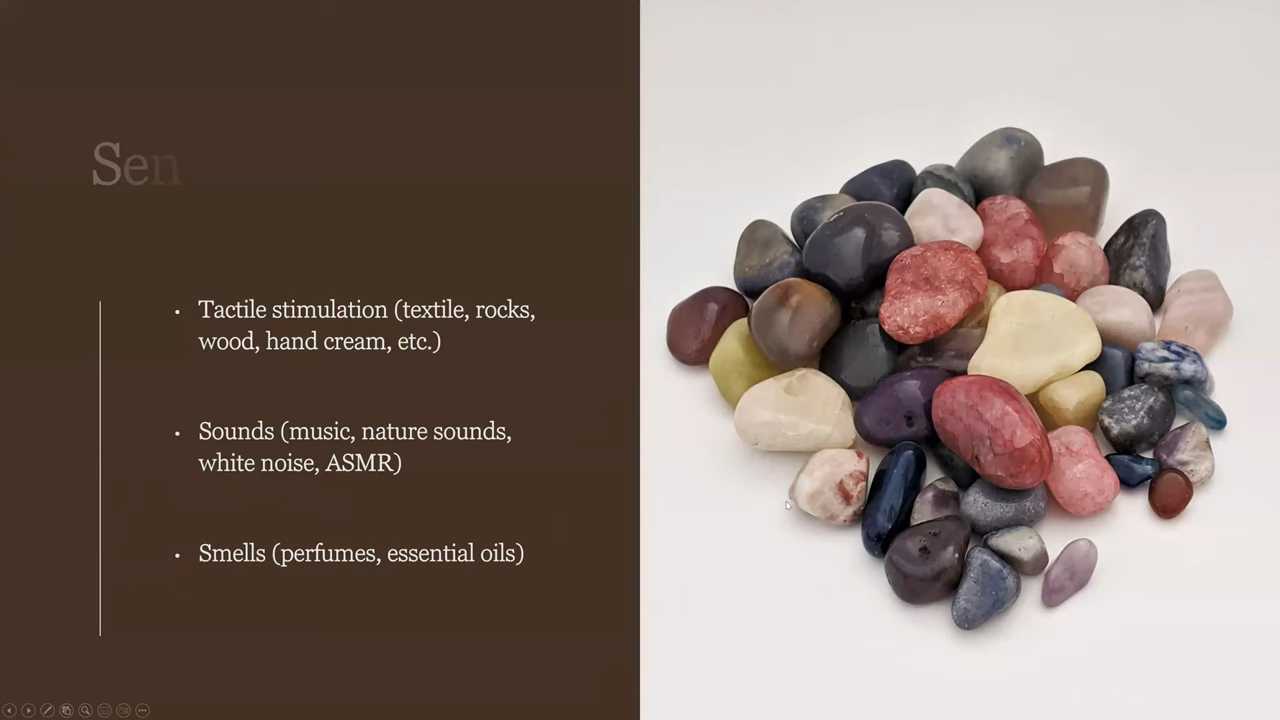 Sen
• Tactile stimulation (textile, rocks,
wood, hand cream, etc.)
• Sounds (music, nature sounds,
white noise, ASMR)
• Smells (perfumes, essential oils)